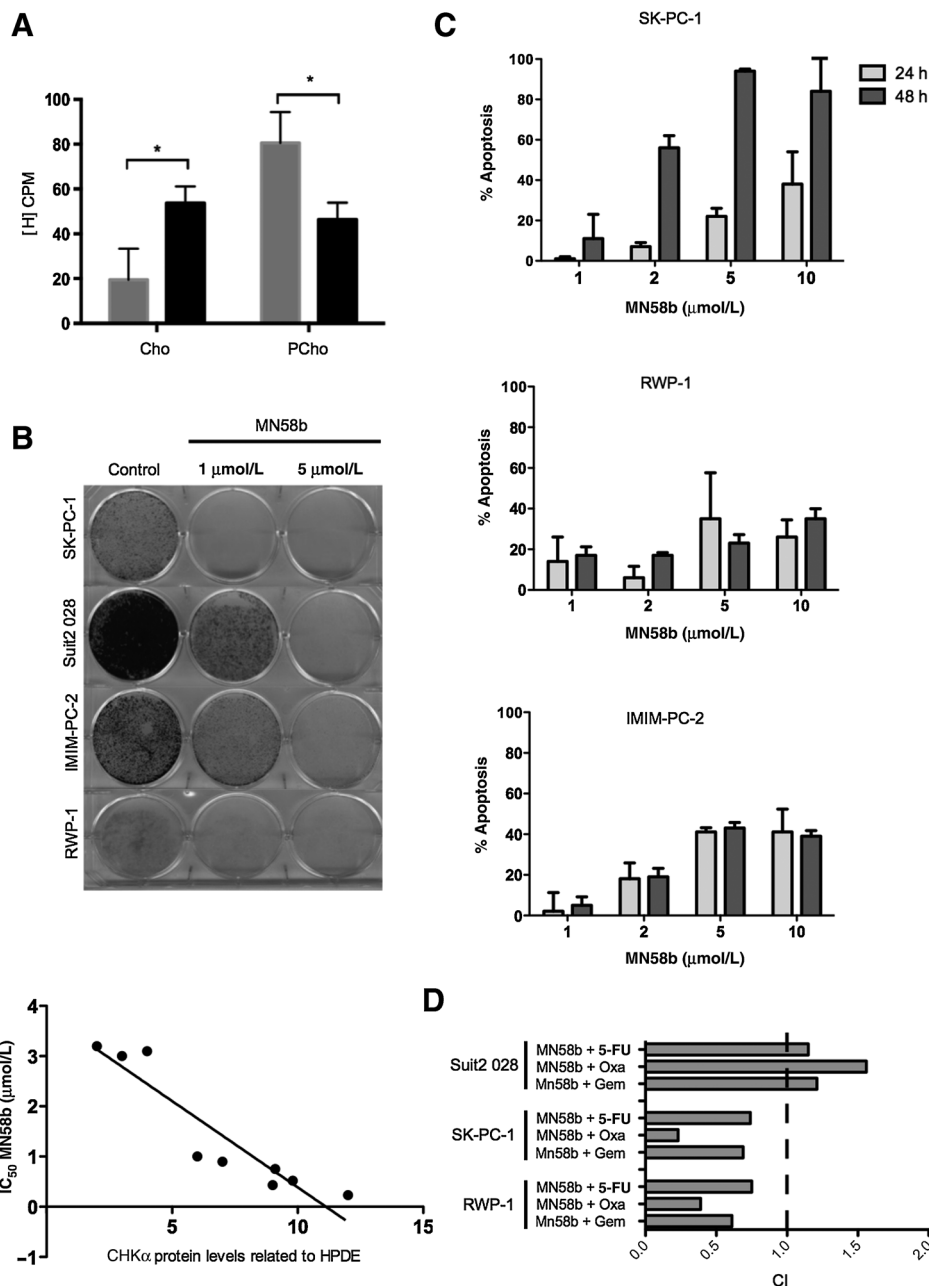 A
*
*
100
80
60
40
20
0
[H] CPM
Cho
PCho
B
MN58b
Control
1 μmol/L
5 μmol/L
SK-PC-1
Suit2 028
IMIM-PC-2
RWP-1
4
3
2
1
0
−1
IC50 MN58b (μmol/L)
5
10
15
CHKα protein levels related to HPDE
C
SK-PC-1
24 h
48 h
100
80
60
40
20
0
% Apoptosis
1
2
5
10
MN58b (μmol/L)
RWP-1
100
80
60
40
20
0
% Apoptosis
1
2
5
10
MN58b (μmol/L)
IMIM-PC-2
100
80
60
40
20
0
% Apoptosis
1
2
5
10
MN58b (μmol/L)
D
Suit2 028
MN58b + 5-FU
MN58b + Oxa
Mn58b + Gem
SK-PC-1
MN58b + 5-FU
MN58b + Oxa
Mn58b + Gem
RWP-1
MN58b + 5-FU
MN58b + Oxa
Mn58b + Gem
0.0
0.5
1.0
1.5
2.0
CI